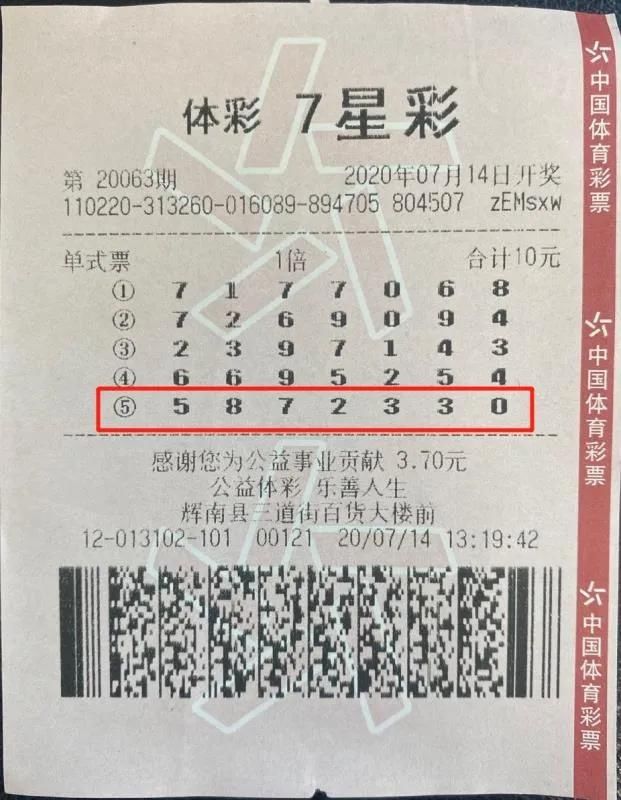 体彩 7星彩
第 20063期 2020年07月14日开奖
110220-313260-016089-894705 804507 zEMsxw
单式票 1倍 合计10元
① 7 1 7 7 0 6 8
② 7 2 6 9 0 9 4
③ 2 3 9 7 1 4 3
④ 6 6 9 5 2 5 4
⑤ 5 8 7 2 3 3 0
感谢您为公益事业贡献 3.70元
公益体彩 乐善人生
辉南县三道街百货大楼前
12-013102-101 00121 20/07/14 13:19:42
中国体育彩票
中国体育彩票
中国体育彩票